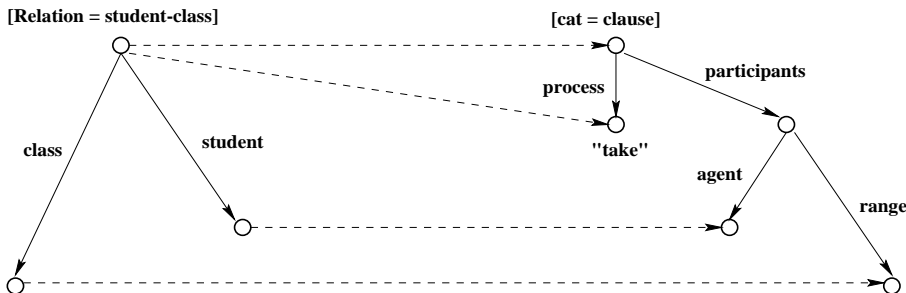 [Relation = student-class]
[cat = clause]
participants
process
student
class
"take"
agent
range